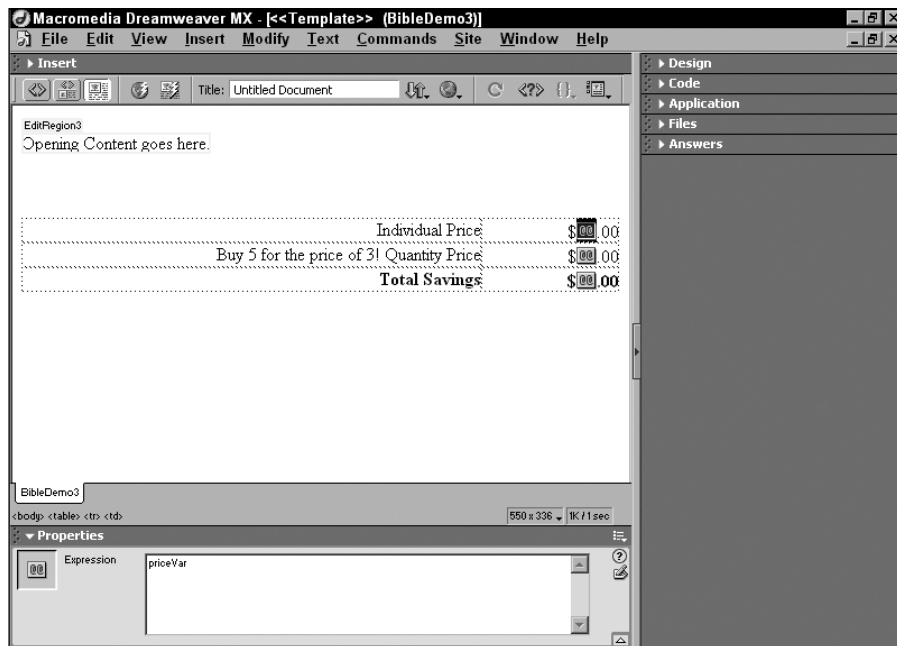 Macromedia Dreamweaver MX - [<<Template>> (BibleDemo3)]
File Edit View Insert Modify Text Commands Site Window Help
Insert
Title: Untitled Document
EditRegion3
Opening Content goes here.
Individual Price $@@.00
Buy 5 for the price of 3! Quantity Price $@@.00
Total Savings $@@.00
BibleDemo3
<body> <table> <tr> <td> 550 x 336 1K / 1 sec
Properties
@@ Expression priceVar
Design
Code
Application
Files
Answers